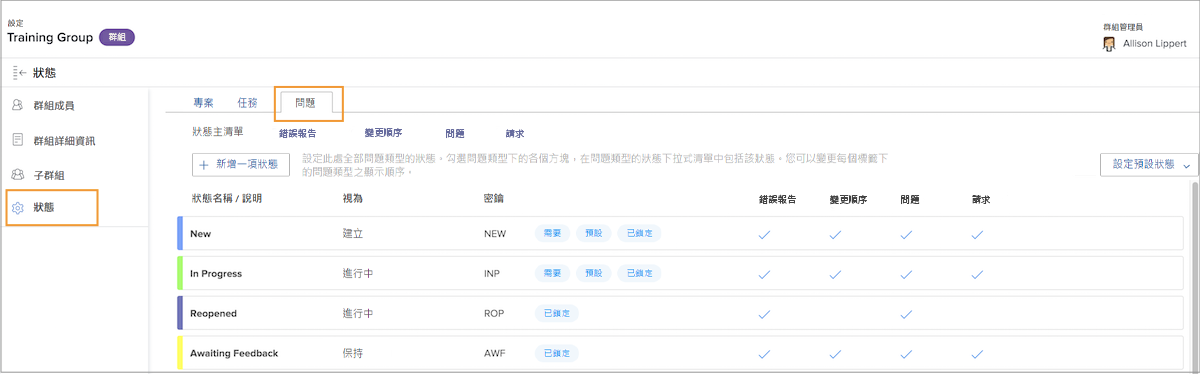 設定
Training Group 群組
群組管理員
Allison Lippert
狀態
群組成員
群組詳細資訊
子群組
狀態
專案 任務 問題
狀態主清單 錯誤報告 變更順序 問題 請求
+ 新增一項狀態
設定此處全部問題類型的狀態。勾選問題類型下的各個方塊，在問題類型的狀態下拉式清單中包括該狀態。您可以變更每個標籤下
的問題類型之顯示順序。
設定預設狀態
狀態名稱 / 說明 視為 密鑰 錯誤報告 變更順序 問題 請求
New 建立 NEW 需要 預設 已鎖定
In Progress 進行中 INP 需要 預設 已鎖定
Reopened 進行中 ROP 已鎖定
Awaiting Feedback 保持 AWF 已鎖定